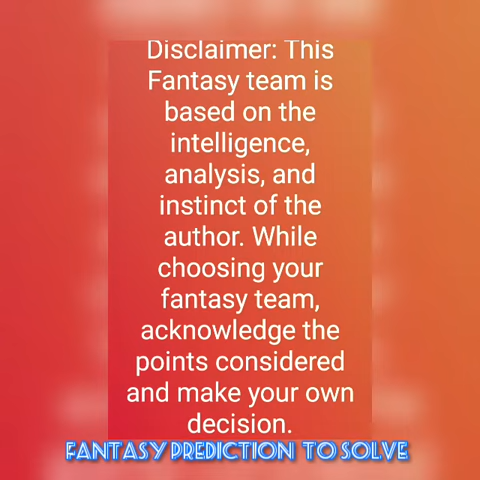 Disclaimer: This
Fantasy team is
based on the
intelligence,
analysis, and
instinct of the
author. While
choosing your
fantasy team,
acknowledge the
points considered
and make your own
decision.
FANTASY PREDICTION TO SOLVE